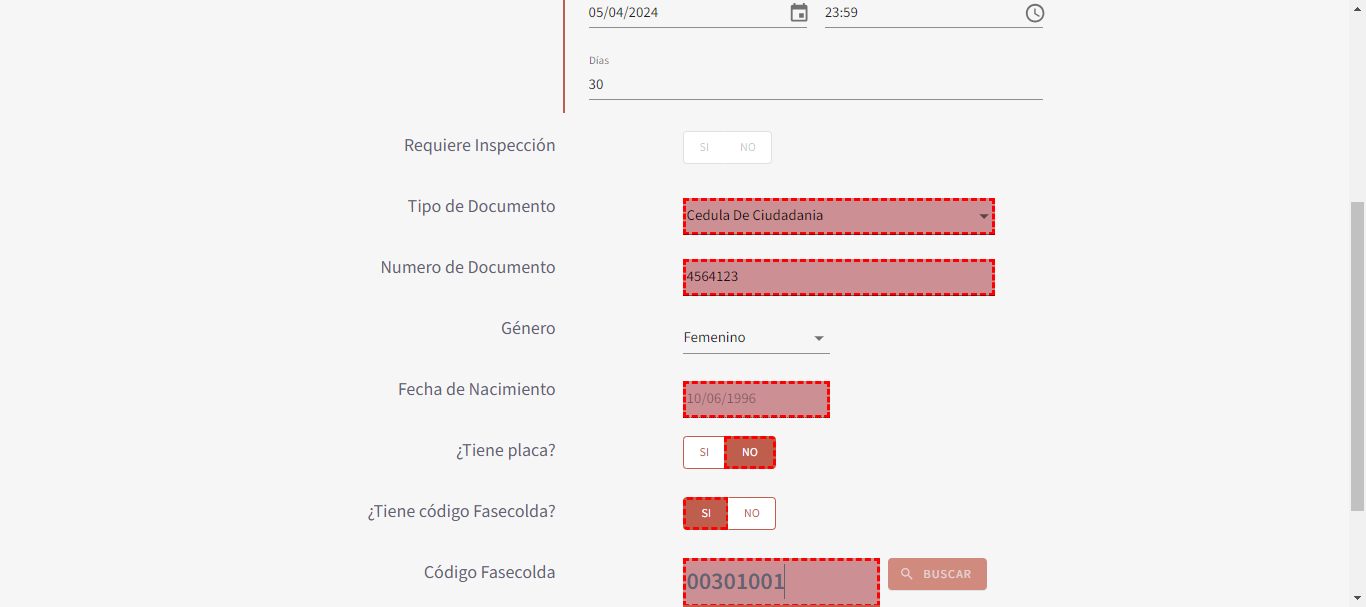 05/04/2024 23:59
Días
30
Requiere Inspección SI NO
Tipo de Documento Cedula De Ciudadania
Numero de Documento 4564123
Género Femenino
Fecha de Nacimiento 10/06/1996
¿Tiene placa? SI NO
¿Tiene código Fasecolda? SI NO
Código Fasecolda 00301001 BUSCAR